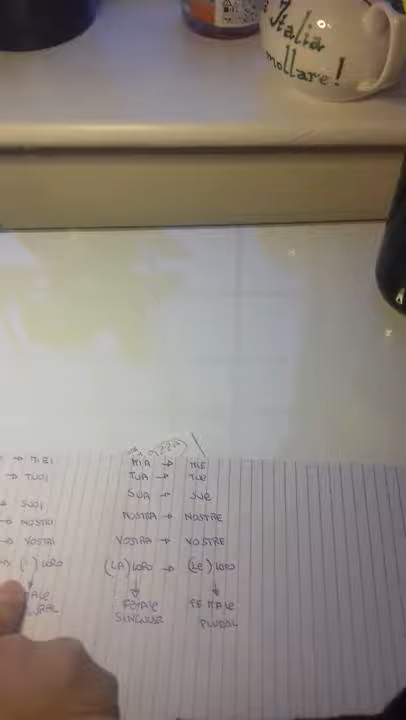 Italia
mollare!
→ MIEI MIA → MIE
→ TUOI TUA → TUE
→ SUOI SUA → SUE
→ NOSTRI NOSTRA → NOSTRE
→ VOSTRI VOSTRA → VOSTRE
LORO (LA) LORO → (LE) LORO
FEMALE FEMALE
SINGULAR PLURAL